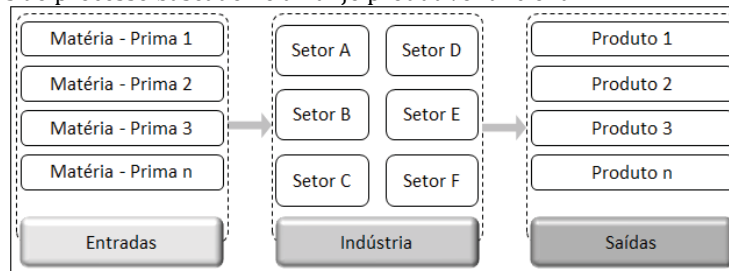 Matéria - Prima 1
Matéria - Prima 2
Matéria - Prima 3
Matéria - Prima n
Entradas
Setor A
Setor D
Setor B
Setor E
Setor C
Setor F
Indústria
Produto 1
Produto 2
Produto 3
Produto n
Saídas